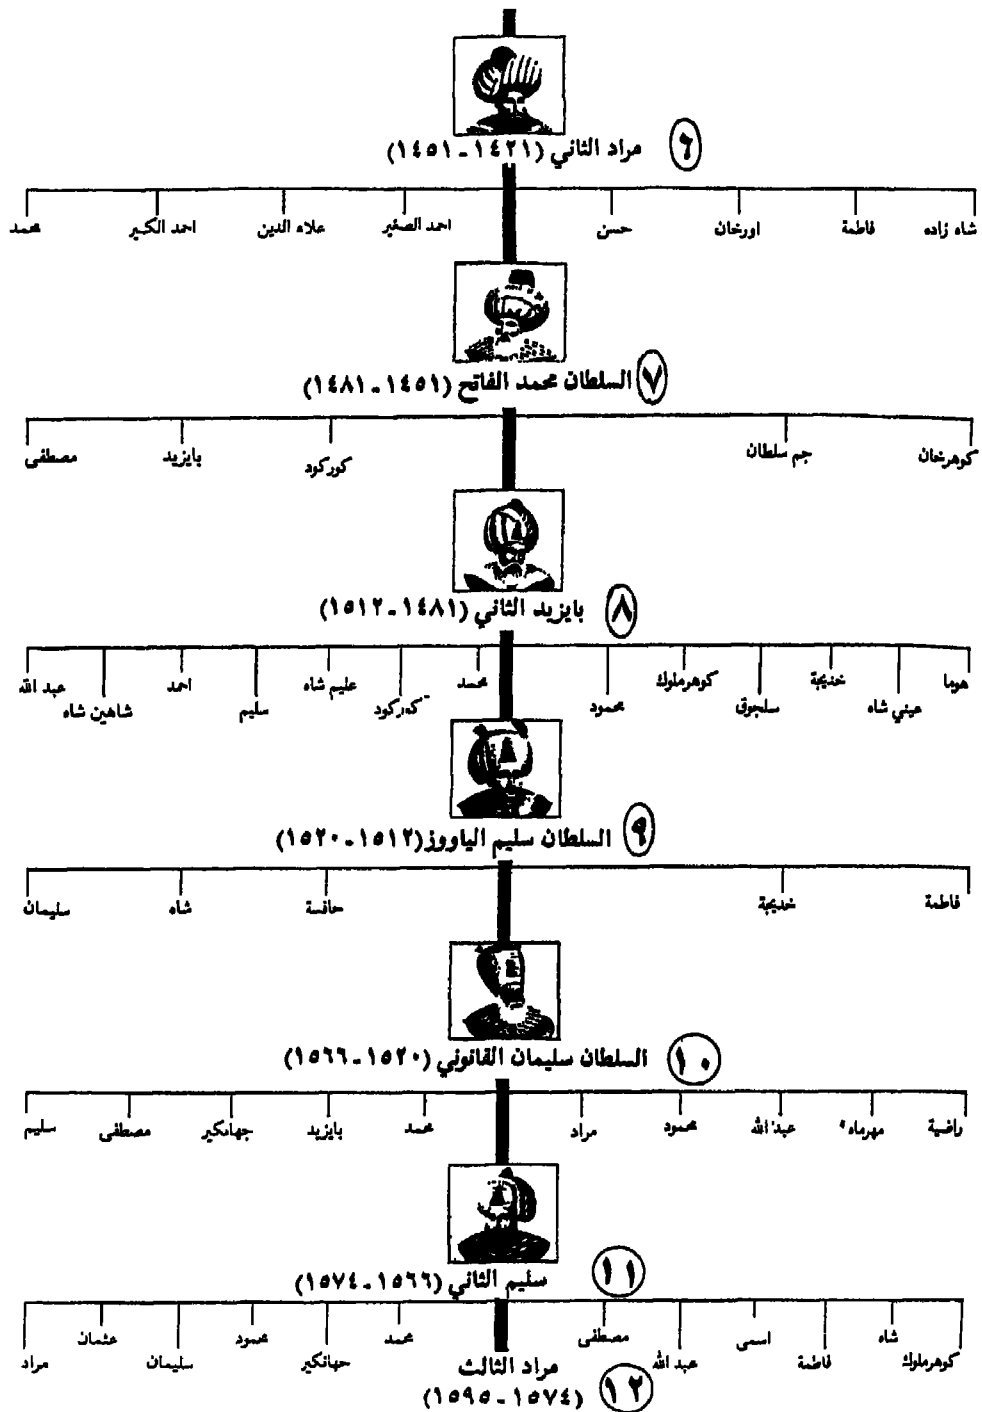 ٦ مراد الثاني (١٤٢١-١٤٥١)
شاه زاده فاطمة اورخان حسن احمد الصغير علاء الدين احمد الكبير محمد
٧ السلطان محمد الفاتح (١٤٥١-١٤٨١)
كوهرخان جم سلطان كوركود بايزيد مصطفى
٨ بايزيد الثاني (١٤٨١-١٥١٢)
هوما خديجة كوهرملوك محمد عليم شاه احمد عبد الله
عيني شاه سلجوق محمود كوركود سليم شاهين شاه
٩ السلطان سليم الياووز (١٥١٢-١٥٢٠)
فاطمة خديجة حافسة شاه سليمان
١٠ السلطان سليمان القانوني (١٥٢٠-١٥٦٦)
راضية مهرماه عبد الله محمود مراد محمد بايزيد جهانكير مصطفى سليم
١١ سليم الثاني (١٥٦٦-١٥٧٤)
شاه اسمى مصطفى محمد محمود عثمان
كوهرملوك فاطمة عبد الله جهانكير سليمان مراد
مراد الثالث
١٢ (١٥٧٤-١٥٩٥)